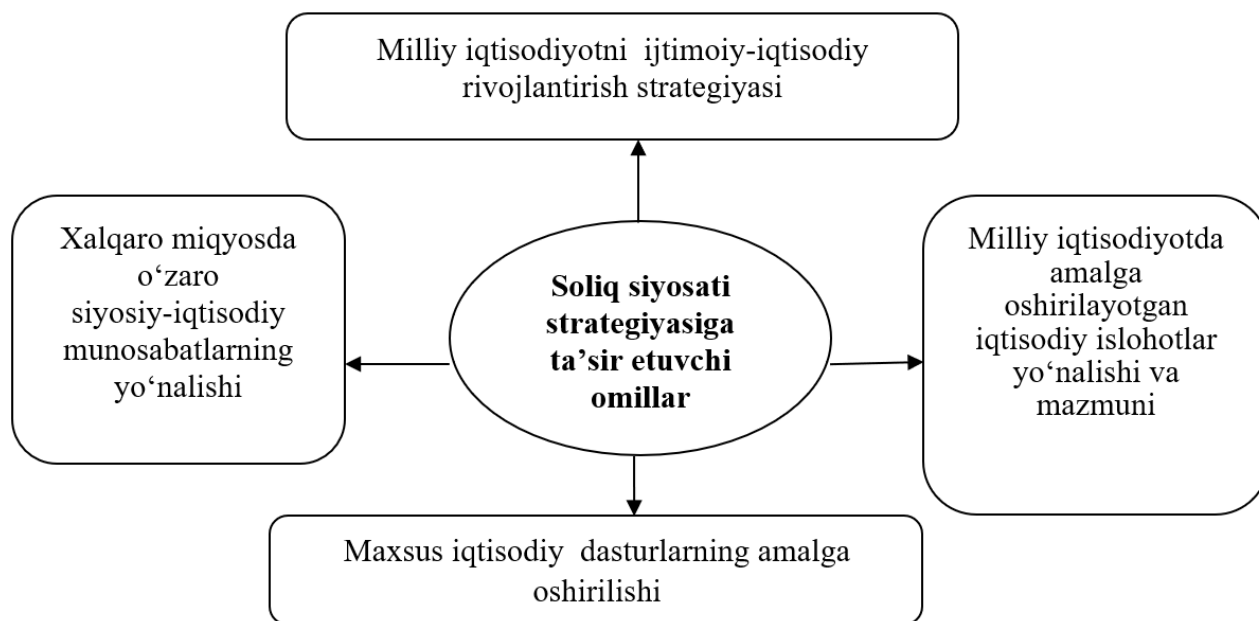 Milliy iqtisodiyotni ijtimoiy-iqtisodiy
rivojlantirish strategiyasi
Xalqaro miqyosda
o‘zaro
siyosiy-iqtisodiy
munosabatlarning
yo‘nalishi
Soliq siyosati
strategiyasiga
ta’sir etuvchi
omillar
Milliy iqtisodiyotda
amalga
oshirilayotgan
iqtisodiy islohotlar
yo‘nalishi va
mazmuni
Maxsus iqtisodiy dasturlarning amalga
oshirilishi